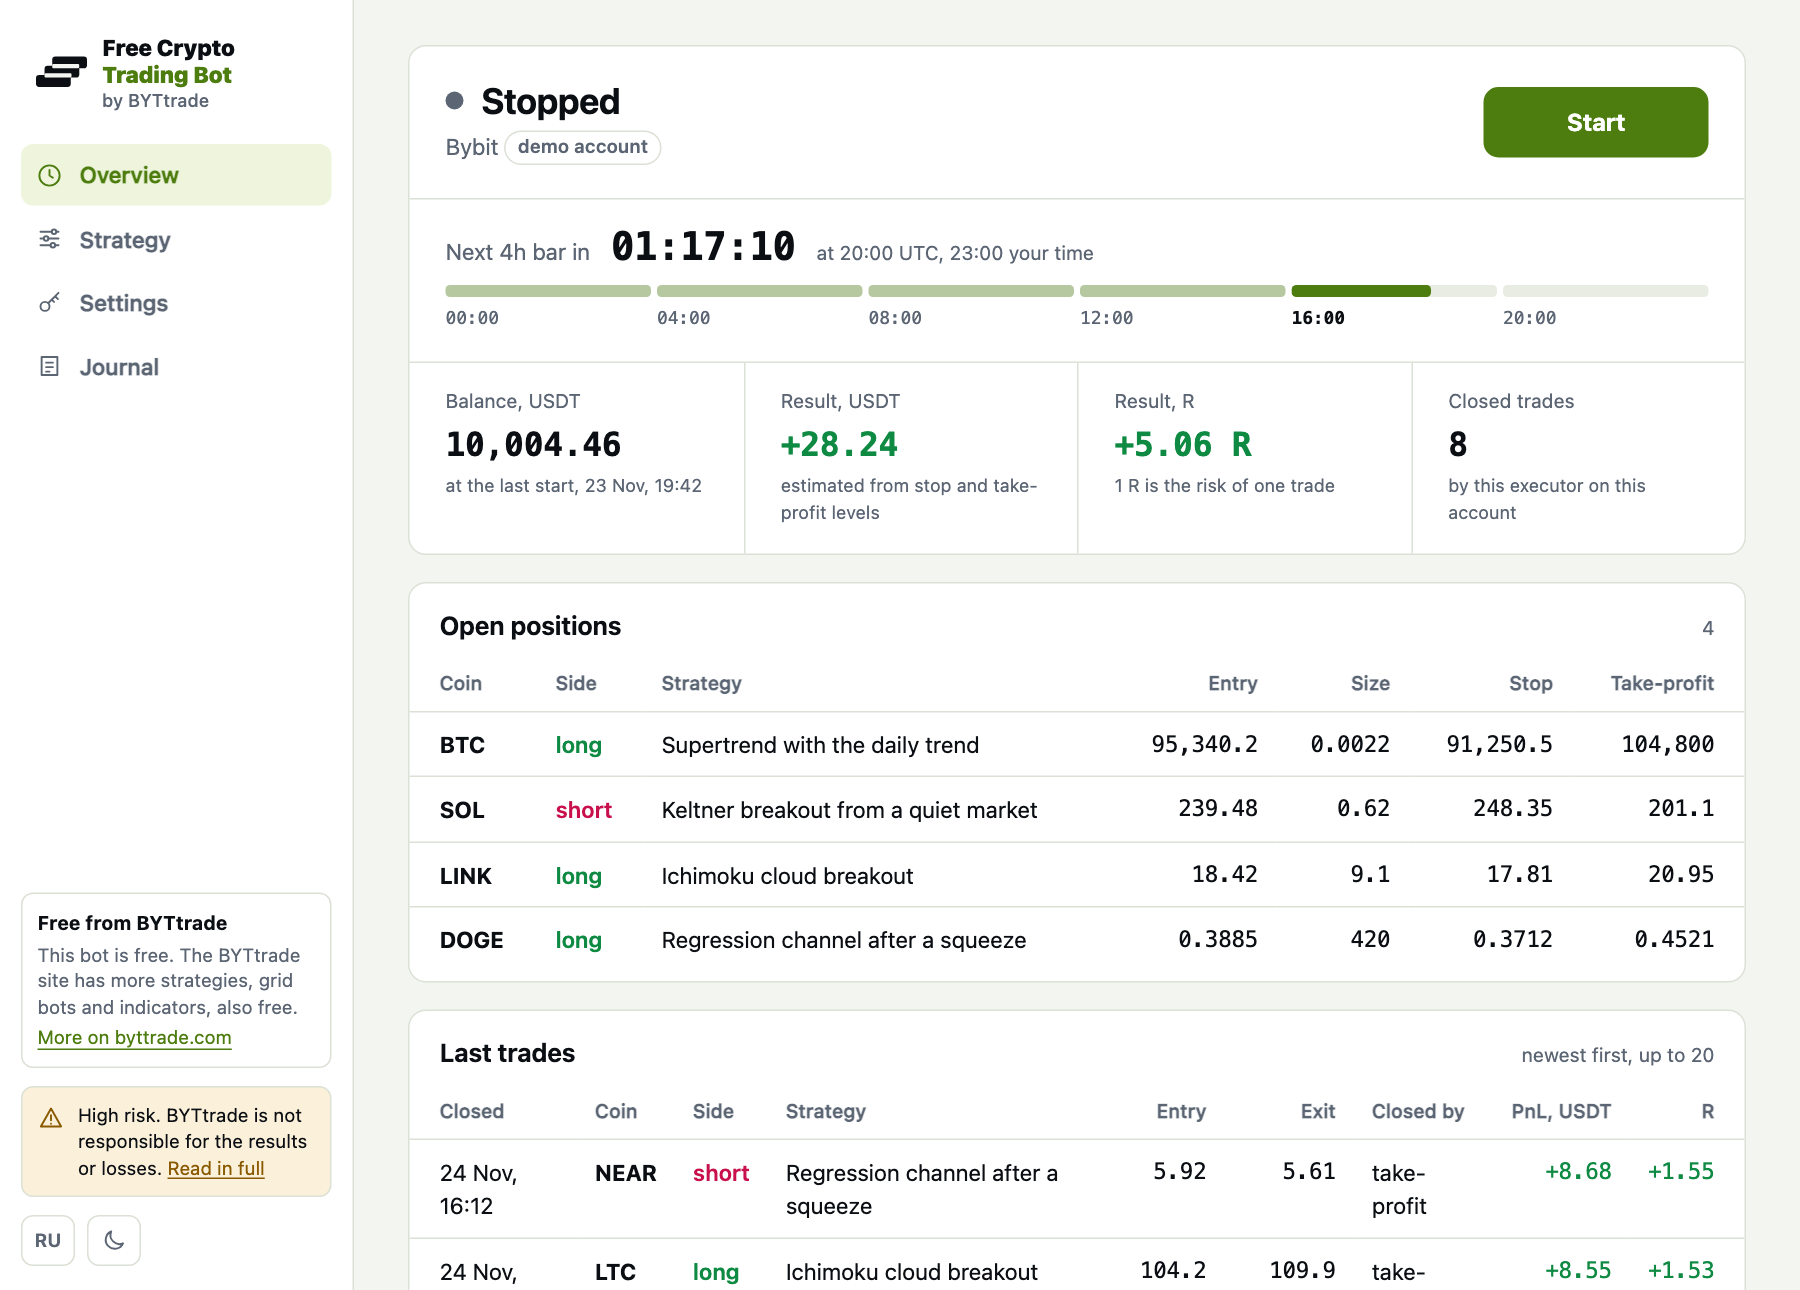 Free Crypto
Trading Bot
by BYTtrade
Overview
Strategy
Settings
Journal
Free from BYTtrade
This bot is free. The BYTtrade
site has more strategies, grid
bots and indicators, also free.
More on byttrade.com
High risk. BYTtrade is not
responsible for the results
or losses. Read in full
RU
Stopped
Bybit demo account
Start
Next 4h bar in 01:17:10 at 20:00 UTC, 23:00 your time
00:00 04:00 08:00 12:00 16:00 20:00
Balance, USDT
10,004.46
at the last start, 23 Nov, 19:42
Result, USDT
+28.24
estimated from stop and take-
profit levels
Result, R
+5.06 R
1 R is the risk of one trade
Closed trades
8
by this executor on this
account
Open positions 4
Coin Side Strategy Entry Size Stop Take-profit
BTC long Supertrend with the daily trend 95,340.2 0.0022 91,250.5 104,800
SOL short Keltner breakout from a quiet market 239.48 0.62 248.35 201.1
LINK long Ichimoku cloud breakout 18.42 9.1 17.81 20.95
DOGE long Regression channel after a squeeze 0.3885 420 0.3712 0.4521
Last trades newest first, up to 20
Closed Coin Side Strategy Entry Exit Closed by PnL, USDT R
24 Nov, NEAR short Regression channel after a 5.92 5.61 take- +8.68 +1.55
16:12 squeeze profit
24 Nov, LTC long Ichimoku cloud breakout 104.2 109.9 take- +8.55 +1.53